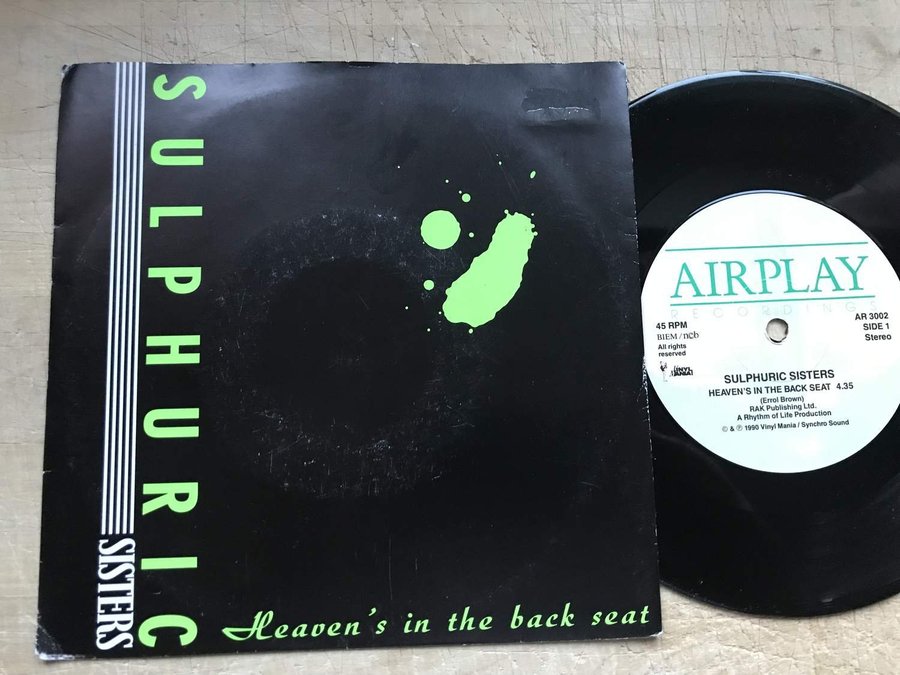 SULPHURIC
SISTERS
Heaven's in the back seat
AIRPLAY
RECORDINGS
45 RPM
BIEM/ncb
All rights
reserved
AR 3002
SIDE 1
Stereo
SULPHURIC SISTERS
HEAVEN'S IN THE BACK SEAT 4.35
(Errol Brown)
RAK Publishing Ltd.
A Rhythm of Life Production
© & ℗ 1990 Vinyl Mania / Synchro Sound